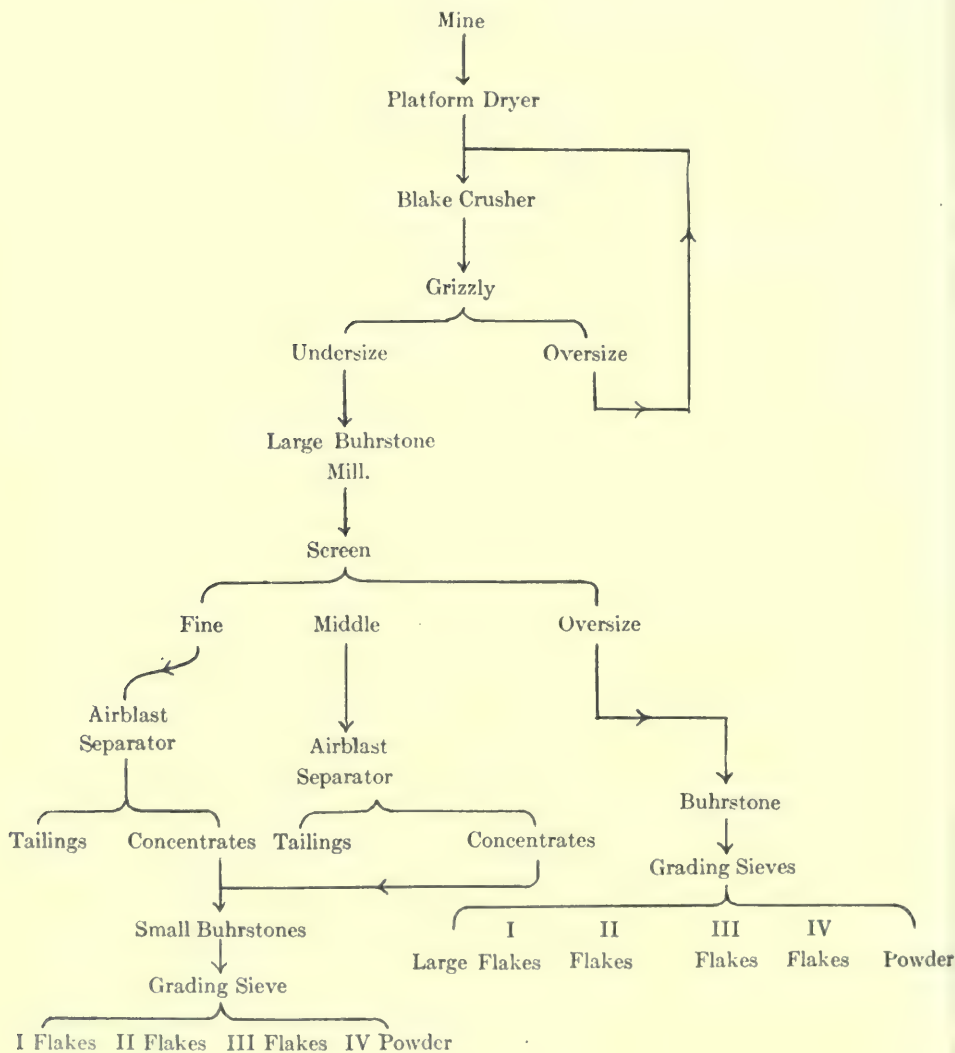 Mine
Platform Dryer
Blake Crusher
Grizzly
Undersize Oversize
Large Buhrstone
Mill.
Screen
Fine Middle Oversize
Airblast
Separator
Airblast
Separator
Buhrstone
Tailings Concentrates Tailings Concentrates
Grading Sieves
Small Buhrstones
I II III IV
Large Flakes Flakes Flakes Flakes Powder
Grading Sieve
I Flakes II Flakes III Flakes IV Powder